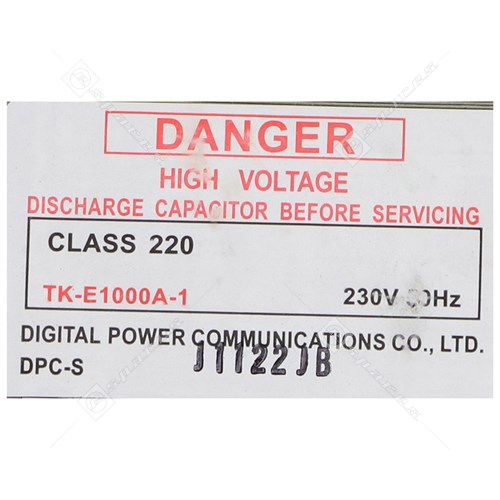 DANGER
HIGH VOLTAGE
DISCHARGE CAPACITOR BEFORE SERVICING
CLASS 220
TK-E1000A-1 230V 50Hz
DIGITAL POWER COMMUNICATIONS CO., LTD.
DPC-S J1122JB